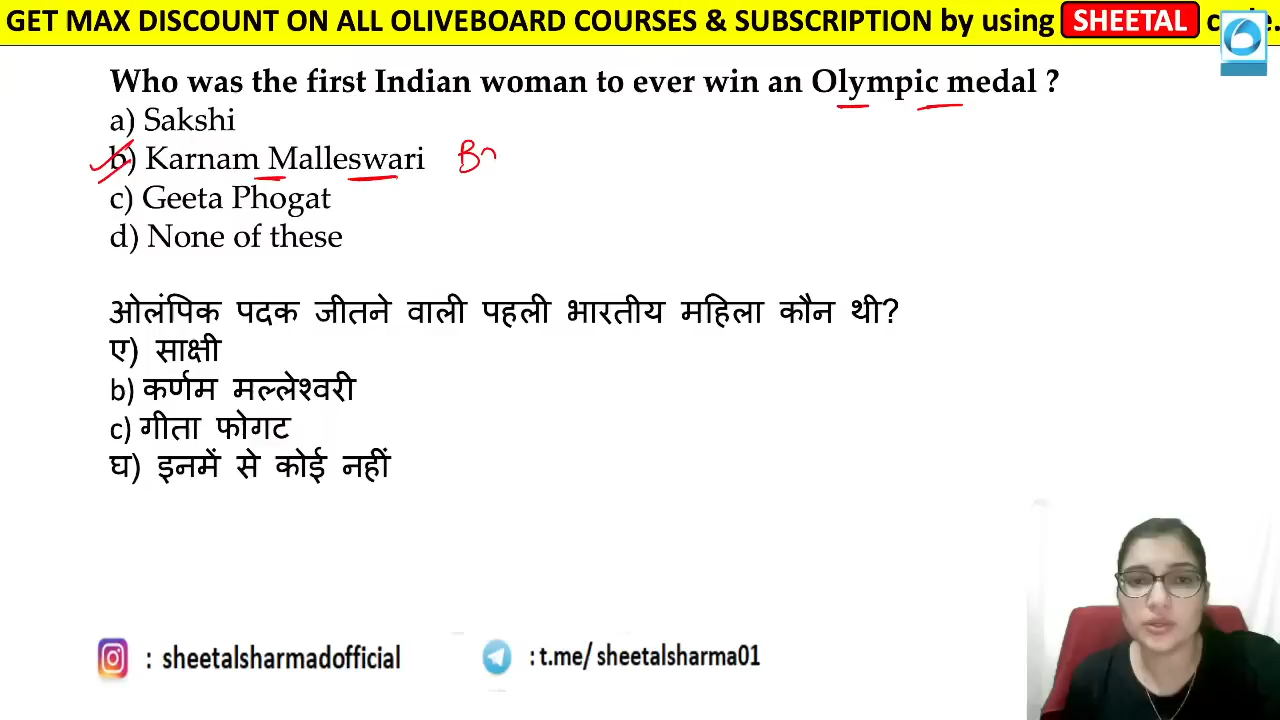 GET MAX DISCOUNT ON ALL OLIVEBOARD COURSES & SUBSCRIPTION by using SHEETAL code.
Who was the first Indian woman to ever win an Olympic medal ?
a) Sakshi
b) Karnam Malleswari
c) Geeta Phogat
d) None of these
ओलंपिक पदक जीतने वाली पहली भारतीय महिला कौन थी?
ए) साक्षी
b) कर्णम मल्लेश्वरी
c) गीता फोगट
घ) इनमें से कोई नहीं
: sheetalsharmadofficial
: t.me/ sheetalsharma01